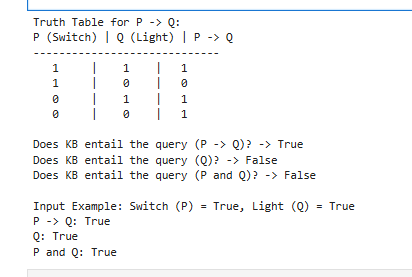 Truth Table for P -> Q:
P (Switch) | Q (Light) | P -> Q
------------------------------
1 | 1 | 1
1 | 0 | 0
0 | 1 | 1
0 | 0 | 1
Does KB entail the query (P -> Q)? -> True
Does KB entail the query (Q)? -> False
Does KB entail the query (P and Q)? -> False
Input Example: Switch (P) = True, Light (Q) = True
P -> Q: True
Q: True
P and Q: True